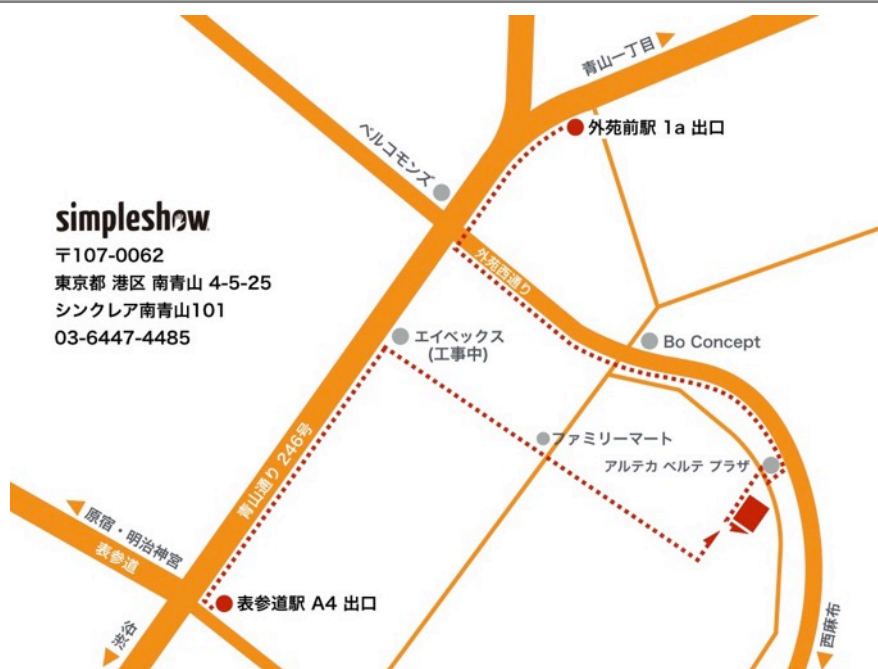 青山一丁目
外苑前駅 1a 出口
ベルコモンズ
simpleshow
〒107-0062
東京都 港区 南青山 4-5-25
シンクレア南青山101
03-6447-4485
外苑西通り
エイベックス
(工事中)
Bo Concept
ファミリーマート
アルテカ ベルテ プラザ
青山通り 246号
原宿・明治神宮
表参道
表参道駅 A4 出口
渋谷
西麻布